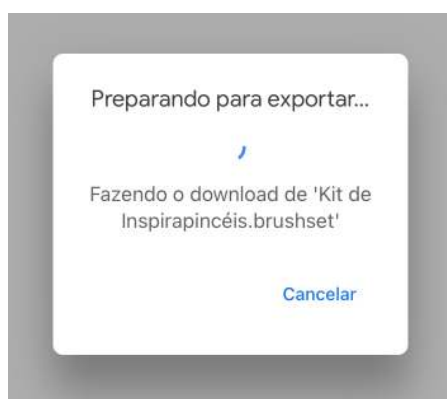 Preparando para exportar...
Fazendo o download de 'Kit de
Inspirapincéis.brushset'
Cancelar